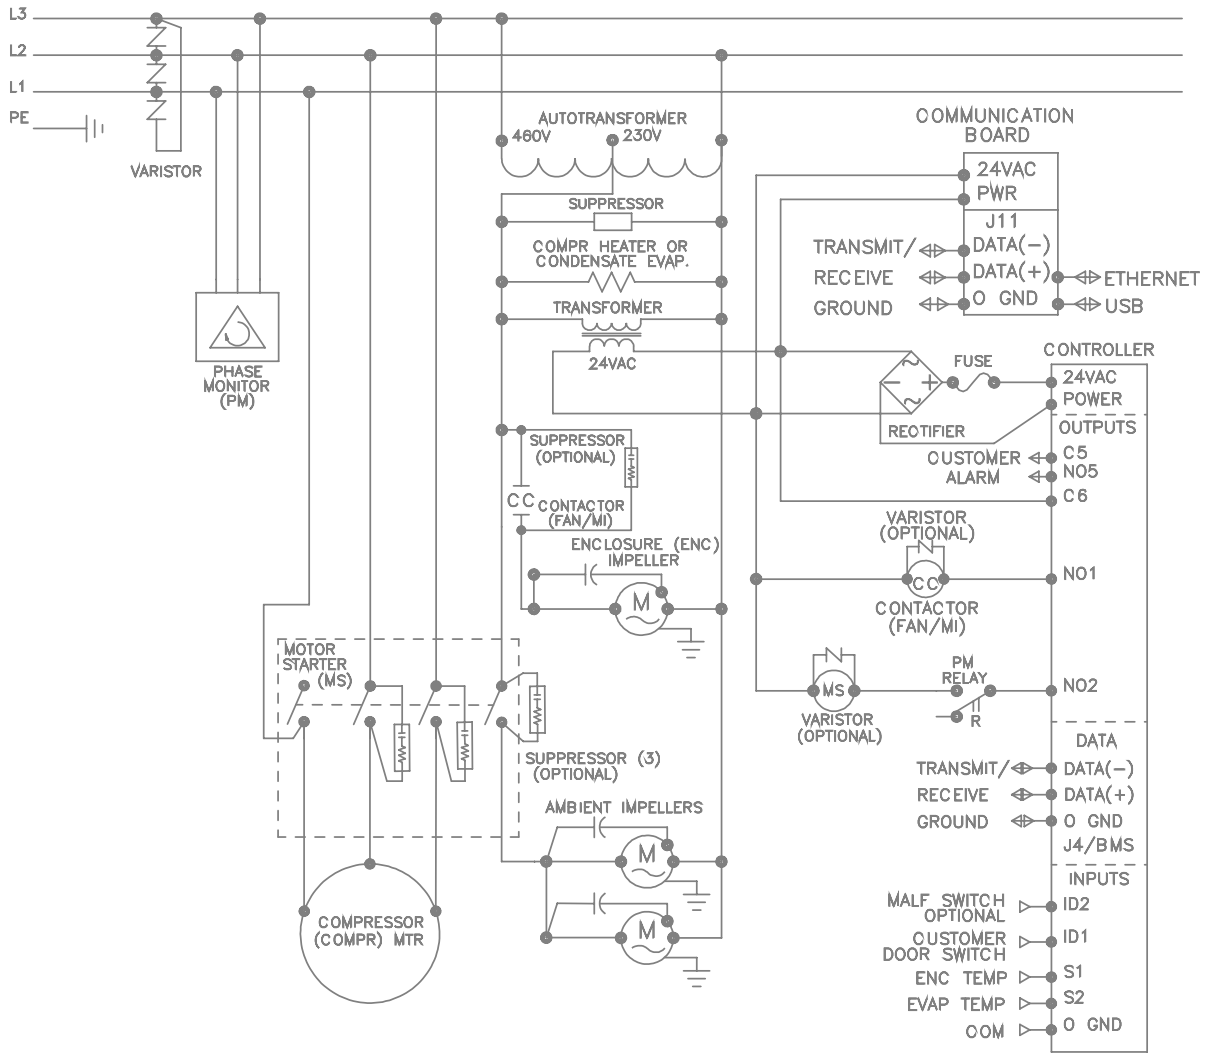 L3
L2
L1
PE
VARISTOR
AUTOTRANSFORMER
460V
230V
SUPPRESSOR
COMPR HEATER OR
CONDENSATE EVAP.
TRANSFORMER
24VAC
COMMUNICATION
BOARD
24VAC
PWR
J11
TRANSMIT/
DATA(-)
RECEIVE
DATA(+)
ETHERNET
GROUND
O GND
USB
PHASE
MONITOR
(PM)
CONTROLLER
FUSE
24VAC
POWER
RECTIFIER
OUTPUTS
CUSTOMER
ALARM
C5
NO5
C6
SUPPRESSOR
(OPTIONAL)
CC
CONTACTOR
(FAN/MI)
ENCLOSURE (ENC)
IMPELLER
M
VARISTOR
(OPTIONAL)
CC
NO1
CONTACTOR
(FAN/MI)
MOTOR
STARTER
(MS)
MS
VARISTOR
(OPTIONAL)
PM
RELAY
R
NO2
SUPPRESSOR (3)
(OPTIONAL)
DATA
TRANSMIT/
DATA(-)
RECEIVE
DATA(+)
GROUND
O GND
J4/BMS
AMBIENT IMPELLERS
M
M
COMPRESSOR
(COMPR) MTR
INPUTS
MALF SWITCH
OPTIONAL
ID2
CUSTOMER
DOOR SWITCH
ID1
ENC TEMP
S1
EVAP TEMP
S2
COM
O GND